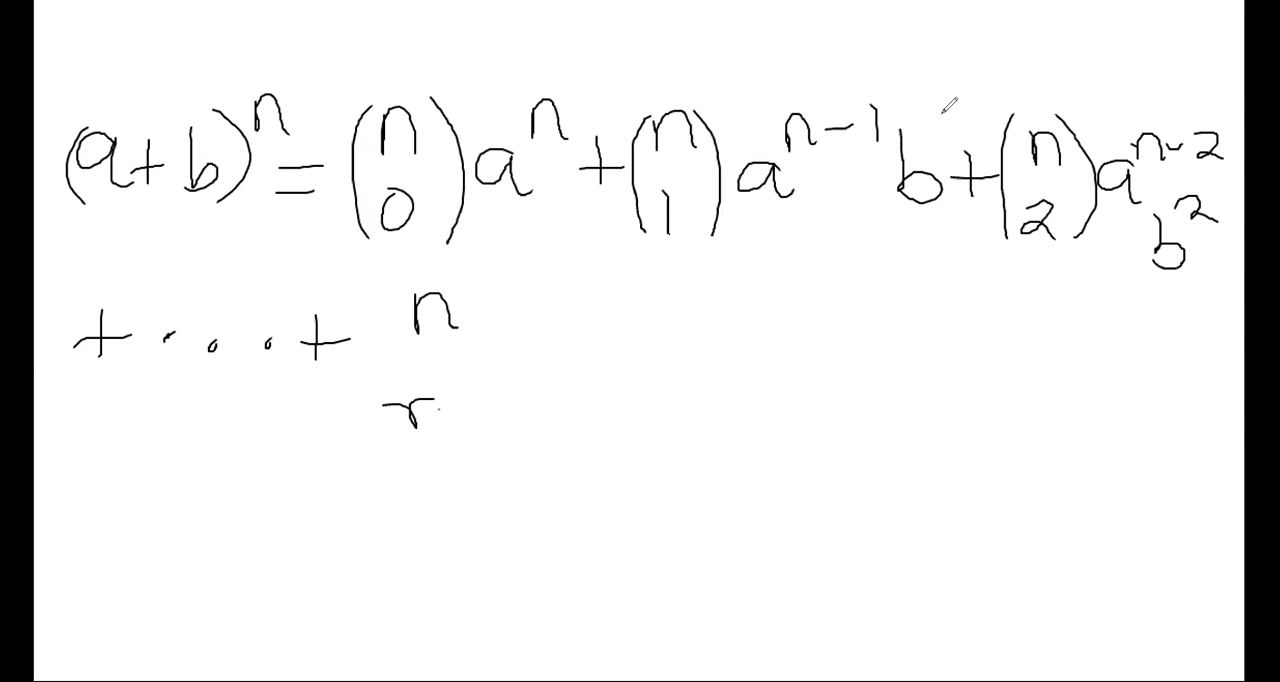 (a+b)^n = (n 0) a^n + (n 1) a^{n-1} b + (n 2) a^{n-2} b^2
+ ... + n r